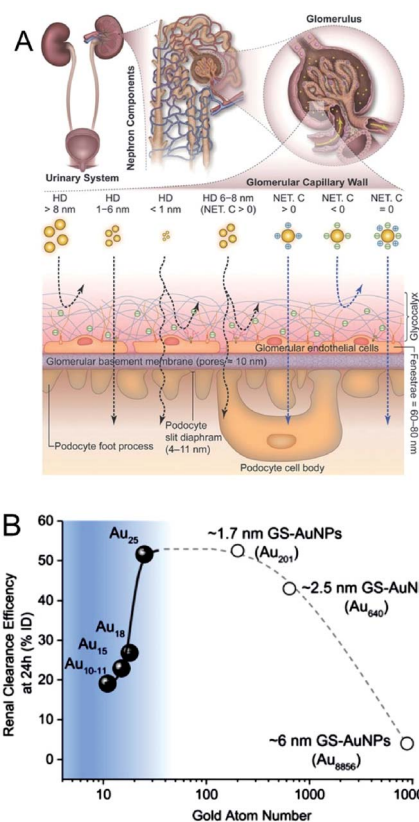 A
Glomerulus
Nephron Components
Urinary System
Glomerular Capillary Wall
HD
> 8 nm
HD
1–6 nm
HD
< 1 nm
HD 6–8 nm
(NET. C > 0)
NET. C
> 0
NET. C
< 0
NET. C
= 0
Glycocalyx
Glomerular endothelial cells
Glomerular basement membrane (pores ≈ 10 nm)
Fenestrae = 60–80 nm
Podocyte foot process
Podocyte
slit diaphram
(4–11 nm)
Podocyte cell body
B
Renal Clearance Efficency
at 24h (% ID)
60
50
40
30
20
10
0
Au25
Au18
Au15
Au10-11
~1.7 nm GS-AuNPs
(Au201)
~2.5 nm GS-AuN
(Au640)
~6 nm GS-AuNPs
(Au8856)
10
100
1000
1000
Gold Atom Number